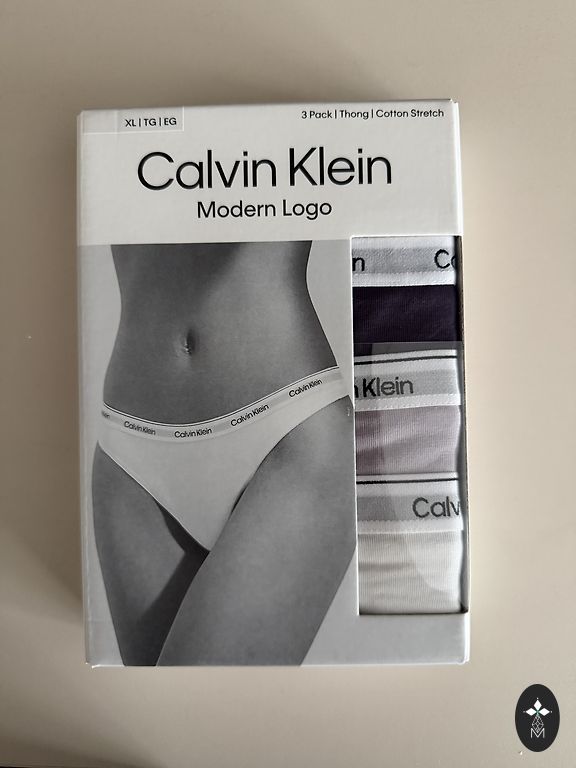 XL | TG | EG
3 Pack | Thong | Cotton Stretch
Calvin Klein
Modern Logo
n C
n Klein
Calv
Klein Calvin Klein Calvin Klein Calvin Klein Calvin Klein
M